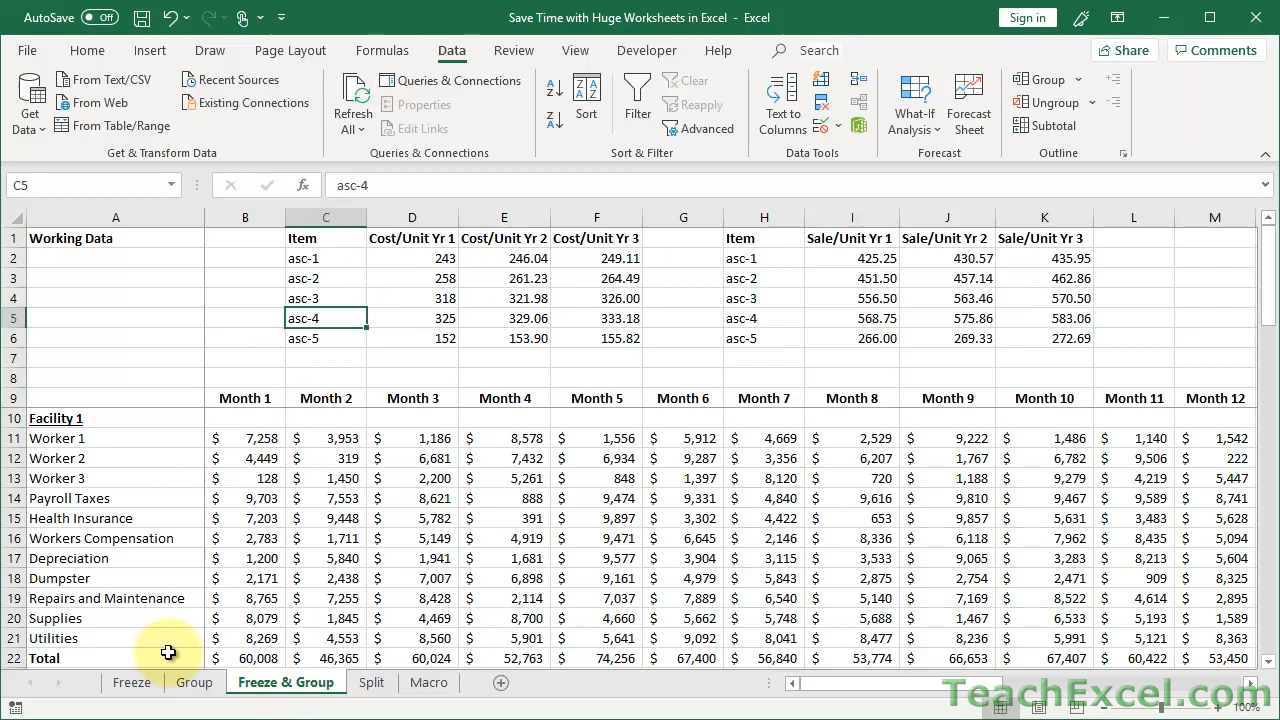 AutoSave Off Save Time with Huge Worksheets in Excel - Excel Sign in
File Home Insert Draw Page Layout Formulas Data Review View Developer Help Search Share Comments
Get Data
From Text/CSV
From Web
From Table/Range
Recent Sources
Existing Connections
Get & Transform Data
Refresh All
Queries & Connections
Properties
Edit Links
Queries & Connections
Sort
Filter
Clear
Reapply
Advanced
Sort & Filter
Text to Columns
Data Tools
What-If Analysis
Forecast Sheet
Forecast
Group
Ungroup
Subtotal
Outline
C5 fx asc-4
A B C D E F G H I J K L M
1 Working Data Item Cost/Unit Yr 1 Cost/Unit Yr 2 Cost/Unit Yr 3 Item Sale/Unit Yr 1 Sale/Unit Yr 2 Sale/Unit Yr 3
2 asc-1 243 246.04 249.11 asc-1 425.25 430.57 435.95
3 asc-2 258 261.23 264.49 asc-2 451.50 457.14 462.86
4 asc-3 318 321.98 326.00 asc-3 556.50 563.46 570.50
5 asc-4 325 329.06 333.18 asc-4 568.75 575.86 583.06
6 asc-5 152 153.90 155.82 asc-5 266.00 269.33 272.69
7
8
9 Month 1 Month 2 Month 3 Month 4 Month 5 Month 6 Month 7 Month 8 Month 9 Month 10 Month 11 Month 12
10 Facility 1
11 Worker 1 $ 7,258 $ 3,953 $ 1,186 $ 8,578 $ 1,556 $ 5,912 $ 4,669 $ 2,529 $ 9,222 $ 1,486 $ 1,140 $ 1,542
12 Worker 2 $ 4,449 $ 319 $ 6,681 $ 7,432 $ 6,934 $ 9,287 $ 3,356 $ 6,207 $ 1,767 $ 6,782 $ 9,506 $ 222
13 Worker 3 $ 128 $ 1,450 $ 2,200 $ 5,261 $ 848 $ 1,397 $ 8,120 $ 720 $ 1,188 $ 9,279 $ 4,219 $ 5,447
14 Payroll Taxes $ 9,703 $ 7,553 $ 8,621 $ 888 $ 9,474 $ 9,331 $ 4,840 $ 9,616 $ 9,810 $ 9,467 $ 9,589 $ 8,741
15 Health Insurance $ 7,203 $ 9,448 $ 5,782 $ 391 $ 9,897 $ 3,302 $ 4,422 $ 653 $ 9,857 $ 5,631 $ 3,483 $ 5,628
16 Workers Compensation $ 2,783 $ 1,711 $ 5,149 $ 4,919 $ 9,471 $ 6,645 $ 2,146 $ 8,336 $ 6,118 $ 7,962 $ 8,435 $ 5,094
17 Depreciation $ 1,200 $ 5,840 $ 1,941 $ 1,681 $ 9,577 $ 3,904 $ 3,115 $ 3,533 $ 9,065 $ 3,283 $ 8,213 $ 5,604
18 Dumpster $ 2,171 $ 2,438 $ 7,007 $ 6,898 $ 9,161 $ 4,979 $ 5,843 $ 2,875 $ 2,754 $ 2,471 $ 909 $ 8,325
19 Repairs and Maintenance $ 8,765 $ 7,255 $ 8,428 $ 2,114 $ 7,037 $ 7,889 $ 6,540 $ 5,140 $ 7,169 $ 8,522 $ 4,614 $ 2,895
20 Supplies $ 8,079 $ 1,845 $ 4,469 $ 8,700 $ 4,660 $ 5,662 $ 5,748 $ 5,688 $ 1,467 $ 6,533 $ 5,193 $ 1,589
21 Utilities $ 8,269 $ 4,553 $ 8,560 $ 5,901 $ 5,641 $ 9,092 $ 8,041 $ 8,477 $ 8,236 $ 5,991 $ 5,121 $ 8,363
22 Total $ 60,008 $ 46,365 $ 60,024 $ 52,763 $ 74,256 $ 67,400 $ 56,840 $ 53,774 $ 66,653 $ 67,407 $ 60,422 $ 53,450
Freeze Group Freeze & Group Split Macro
TeachExcel.com
100%